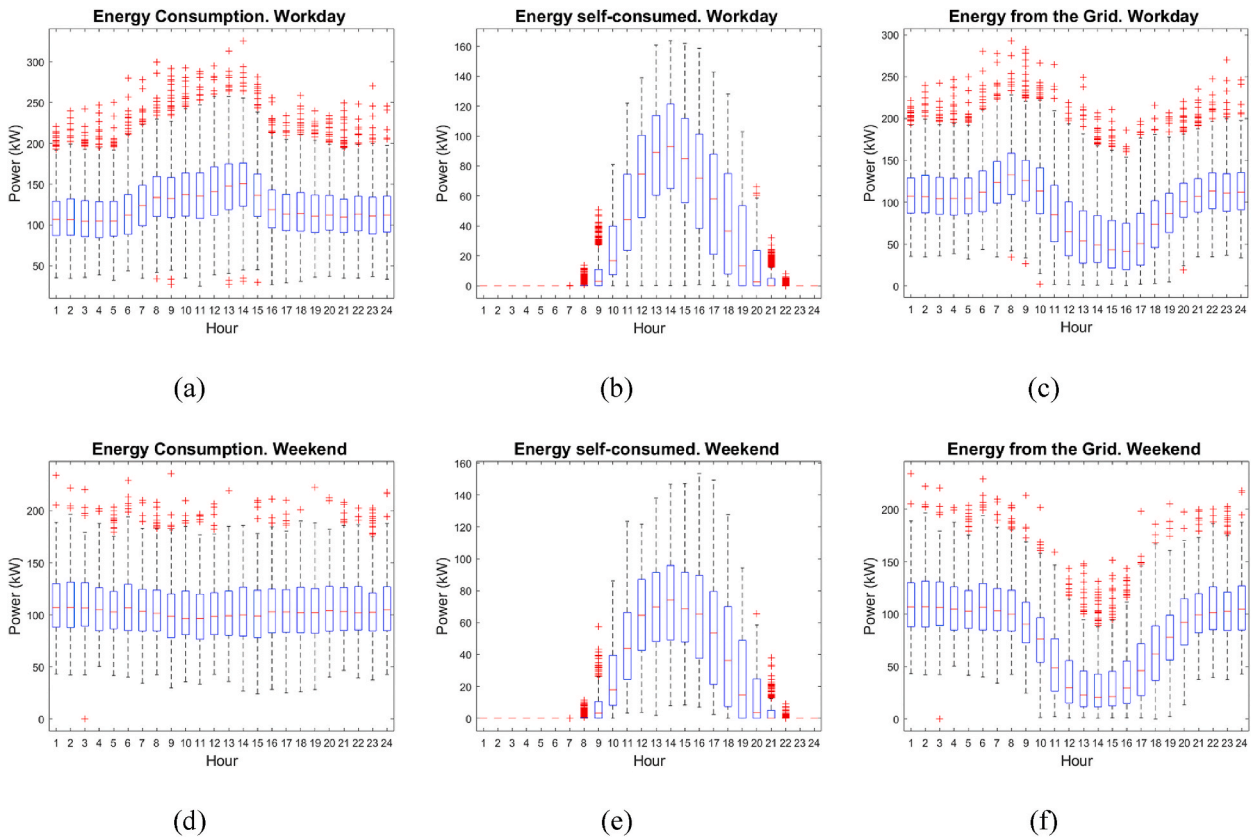 Energy Consumption. Workday
Energy self-consumed. Workday
Energy from the Grid. Workday
Power (kW)
300
250
200
150
100
50
1 2 3 4 5 6 7 8 9 10 11 12 13 14 15 16 17 18 19 20 21 22 23 24
Hour
Power (kW)
160
140
120
100
80
60
40
20
0
1 2 3 4 5 6 7 8 9 10 11 12 13 14 15 16 17 18 19 20 21 22 23 24
Hour
Power (kW)
300
250
200
150
100
50
0
1 2 3 4 5 6 7 8 9 10 11 12 13 14 15 16 17 18 19 20 21 22 23 24
Hour
(a)
(b)
(c)
Energy Consumption. Weekend
Energy self-consumed. Weekend
Energy from the Grid. Weekend
Power (kW)
200
150
100
50
0
1 2 3 4 5 6 7 8 9 10 11 12 13 14 15 16 17 18 19 20 21 22 23 24
Hour
Power (kW)
160
140
120
100
80
60
40
20
0
1 2 3 4 5 6 7 8 9 10 11 12 13 14 15 16 17 18 19 20 21 22 23 24
Hour
Power (kW)
200
150
100
50
0
1 2 3 4 5 6 7 8 9 10 11 12 13 14 15 16 17 18 19 20 21 22 23 24
Hour
(d)
(e)
(f)